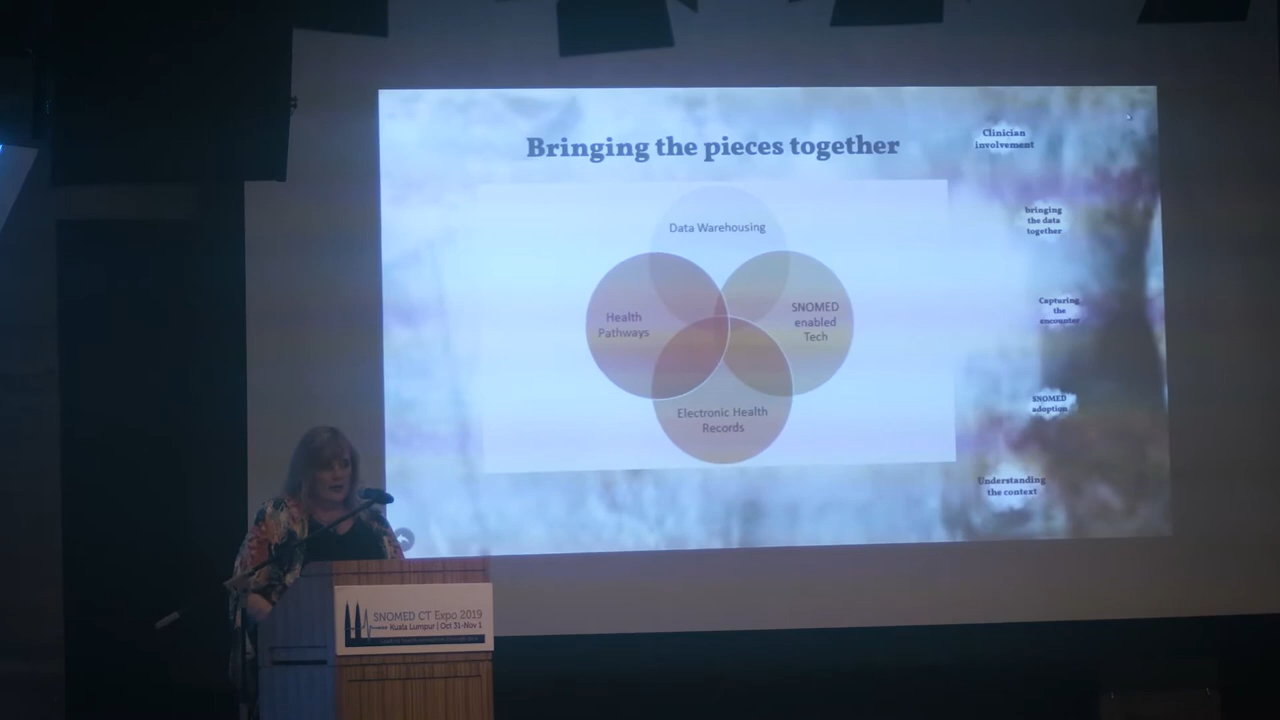 Bringing the pieces together
Clinician
involvement
bringing
the data
together
Capturing
the
encounter
SNOMED
adoption
Understanding
the context
Data Warehousing
Health
Pathways
SNOMED
enabled
Tech
Electronic Health
Records
SNOMED CT Expo 2019
Kuala Lumpur | Oct 31-Nov 1